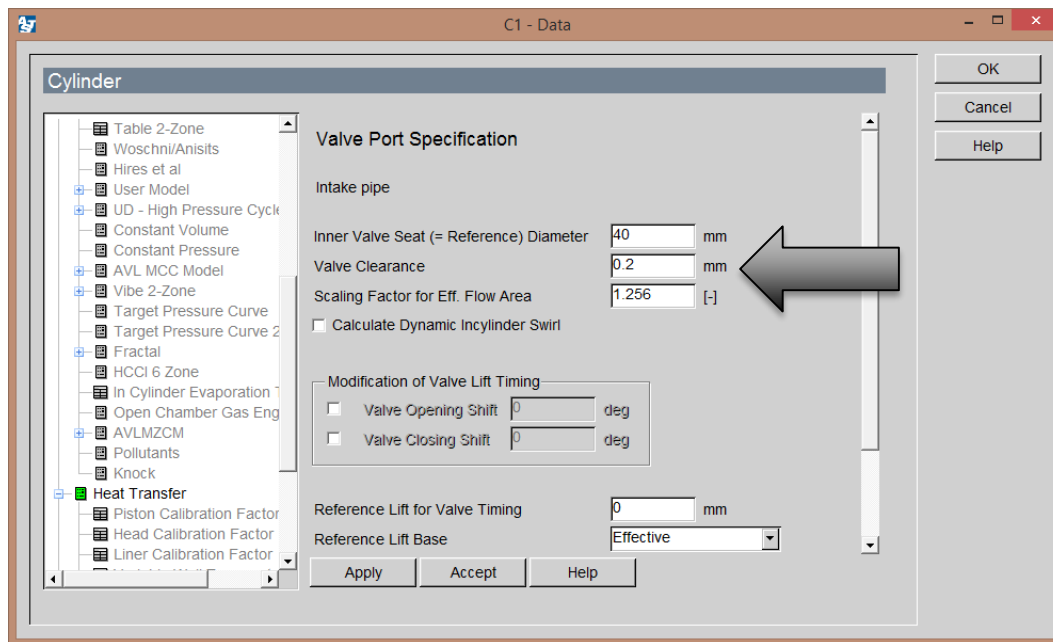 C1 - Data
OK
Cancel
Help
Cylinder
Table 2-Zone
Woschni/Anisits
Hires et al
User Model
UD - High Pressure Cycle
Constant Volume
Constant Pressure
AVL MCC Model
Vibe 2-Zone
Target Pressure Curve
Target Pressure Curve 2
Fractal
HCCI 6 Zone
In Cylinder Evaporation
Open Chamber Gas Eng
AVLMZCM
Pollutants
Knock
Heat Transfer
Piston Calibration Factor
Head Calibration Factor
Liner Calibration Factor
Valve Port Specification
Intake pipe
Inner Valve Seat (= Reference) Diameter 40 mm
Valve Clearance 0.2 mm
Scaling Factor for Eff. Flow Area 1.256 [-]
Calculate Dynamic Incylinder Swirl
Modification of Valve Lift Timing
Valve Opening Shift 0 deg
Valve Closing Shift 0 deg
Reference Lift for Valve Timing 0 mm
Reference Lift Base Effective
Apply Accept Help